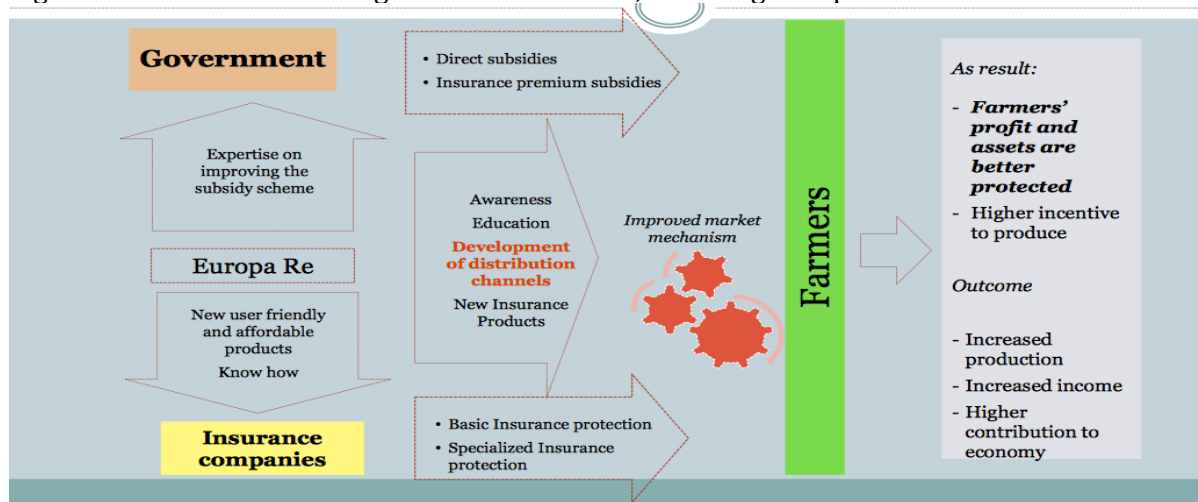 Government
• Direct subsidies
• Insurance premium subsidies
Expertise on
improving the
subsidy scheme
Europa Re
New user friendly
and affordable
products
Know how
Insurance
companies
Awareness
Education
Development
of distribution
channels
New Insurance
Products
• Basic Insurance protection
• Specialized Insurance
protection
Improved market
mechanism
Farmers
As result:
- Farmers'
profit and
assets are
better
protected
- Higher incentive
to produce
Outcome
- Increased
production
- Increased income
- Higher
contribution to
economy